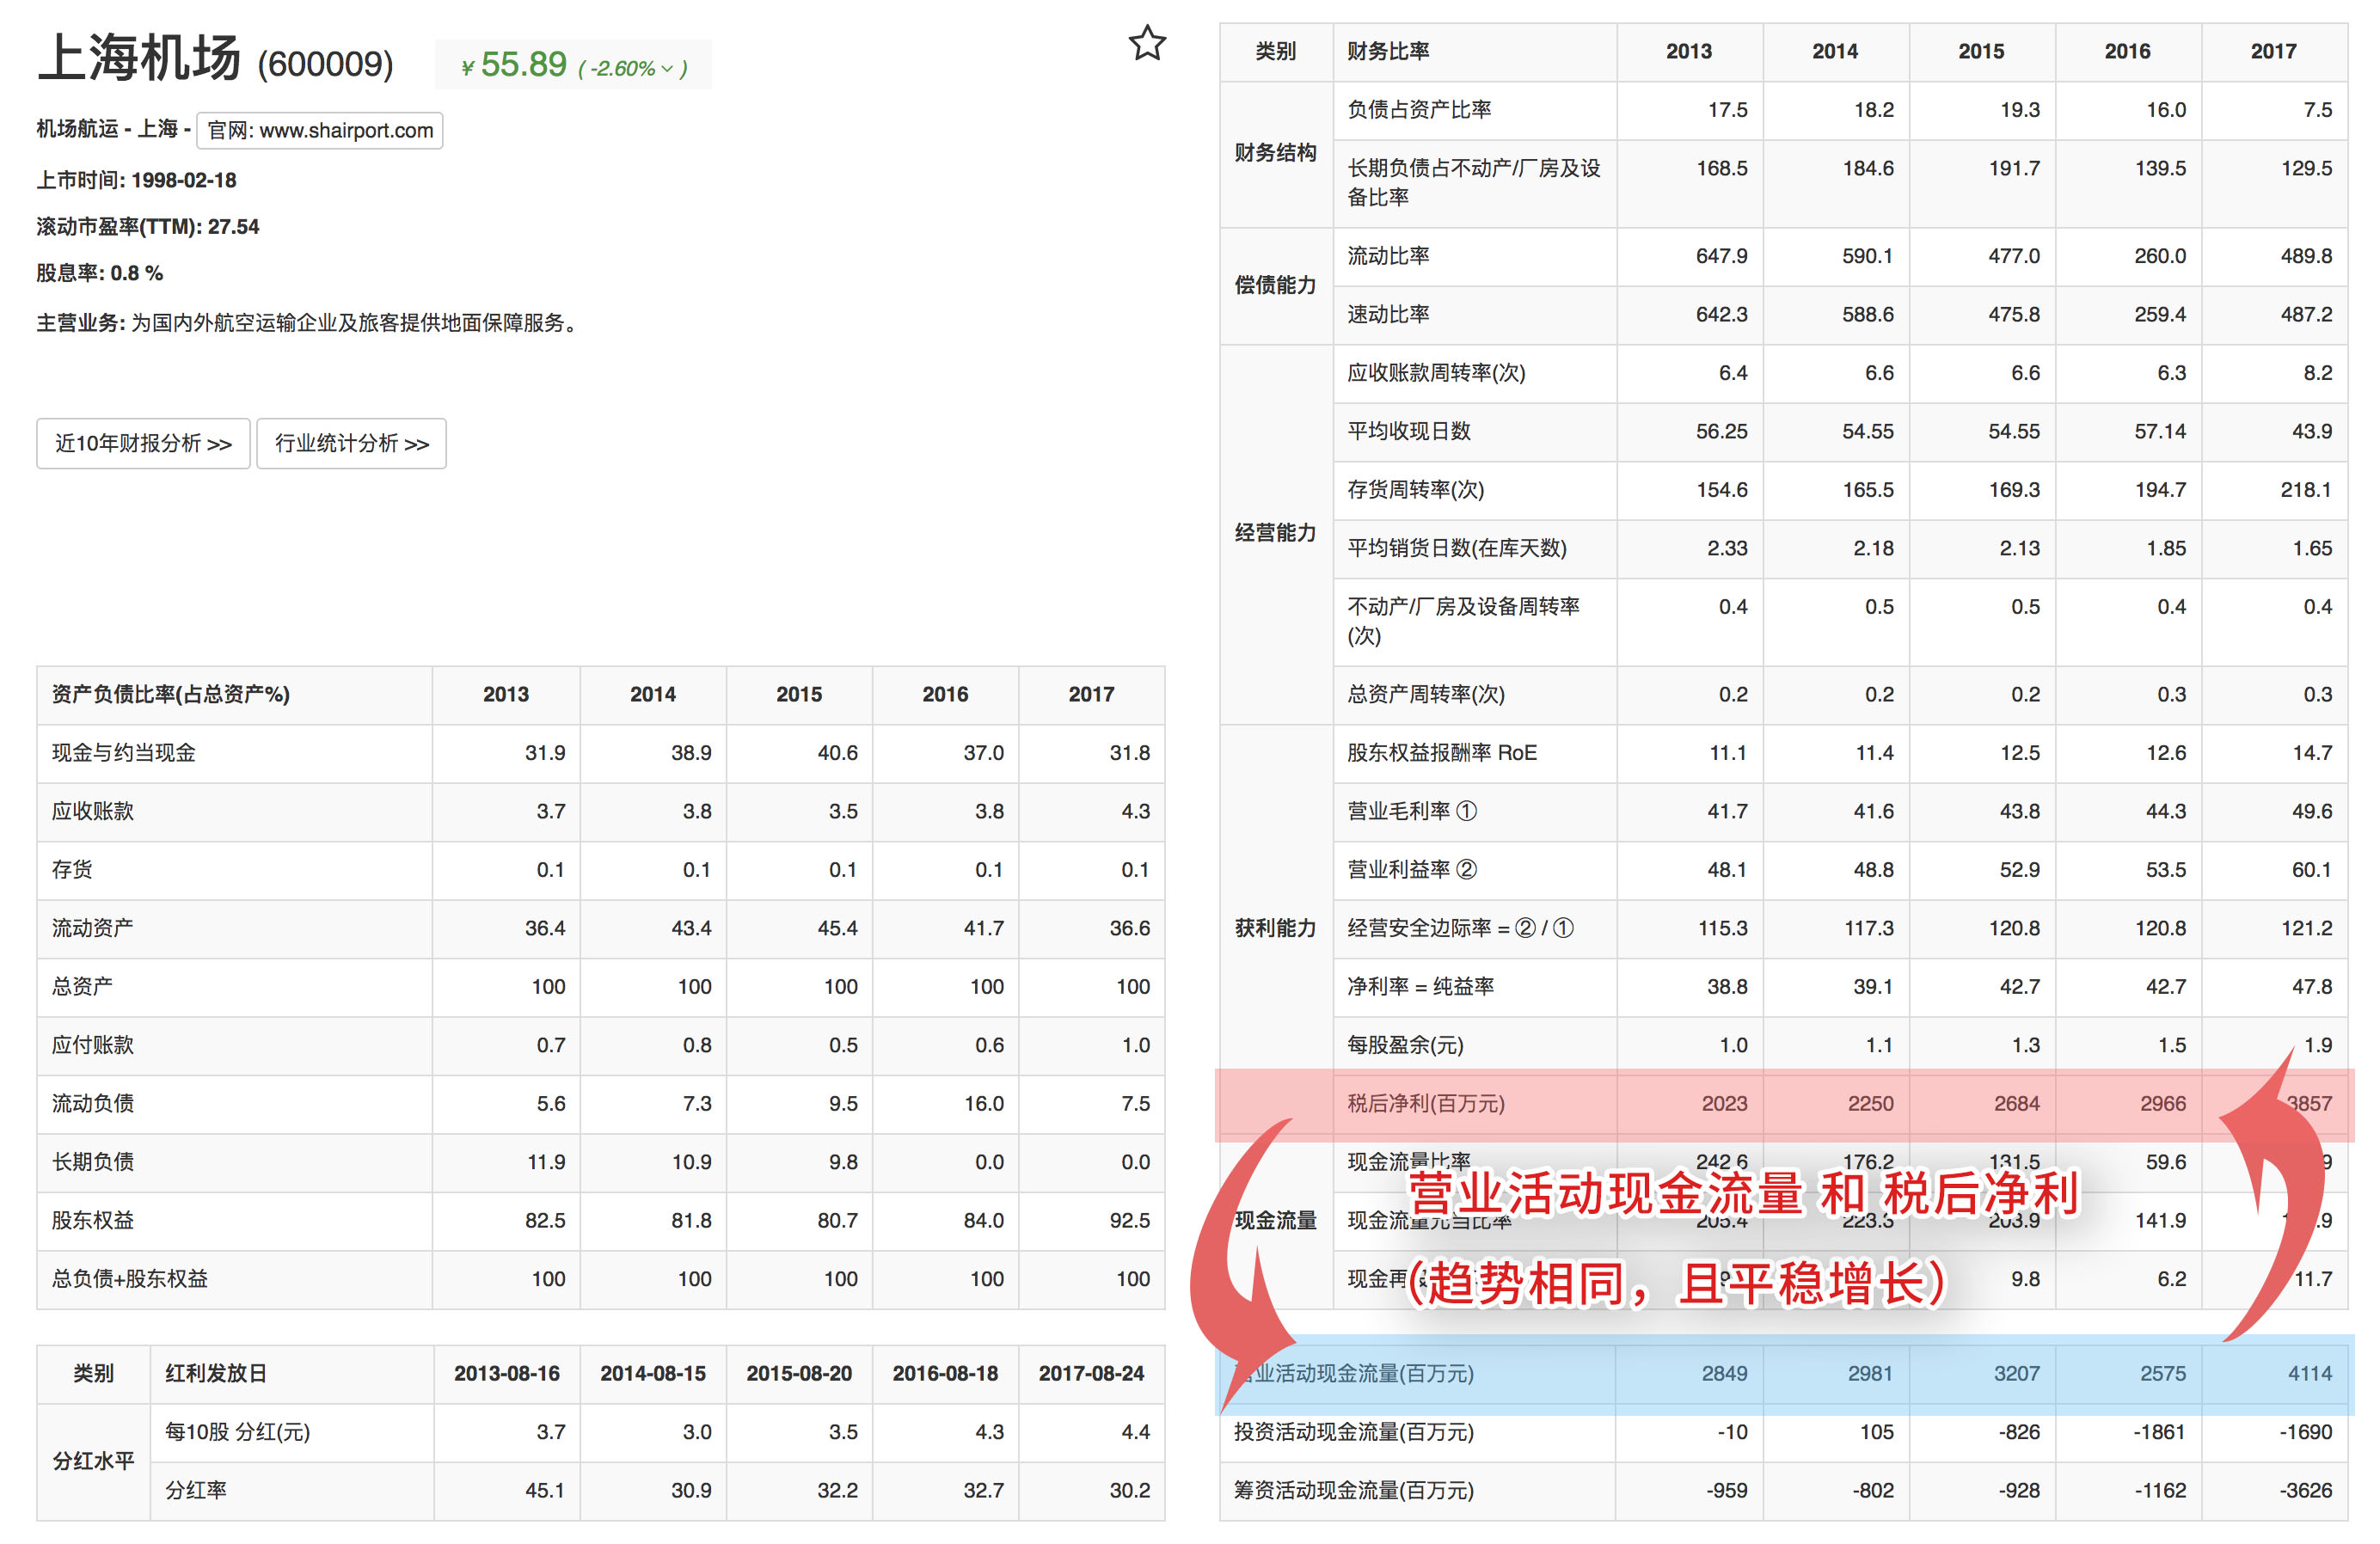 上海机场 (600009) ¥ 55.89 ( -2.60% )
机场航运 - 上海 - 官网: www.shairport.com
上市时间: 1998-02-18
滚动市盈率(TTM): 27.54
股息率: 0.8 %
主营业务: 为国内外航空运输企业及旅客提供地面保障服务。
近10年财报分析 >> 行业统计分析 >>
资产负债比率(占总资产%) 2013 2014 2015 2016 2017
现金与约当现金 31.9 38.9 40.6 37.0 31.8
应收账款 3.7 3.8 3.5 3.8 4.3
存货 0.1 0.1 0.1 0.1 0.1
流动资产 36.4 43.4 45.4 41.7 36.6
总资产 100 100 100 100 100
应付账款 0.7 0.8 0.5 0.6 1.0
流动负债 5.6 7.3 9.5 16.0 7.5
长期负债 11.9 10.9 9.8 0.0 0.0
股东权益 82.5 81.8 80.7 84.0 92.5
总负债+股东权益 100 100 100 100 100
类别 红利发放日 2013-08-16 2014-08-15 2015-08-20 2016-08-18 2017-08-24
分红水平
每10股 分红(元) 3.7 3.0 3.5 4.3 4.4
分红率 45.1 30.9 32.2 32.7 30.2
类别 财务比率 2013 2014 2015 2016 2017
财务结构
负债占资产比率 17.5 18.2 19.3 16.0 7.5
长期负债占不动产/厂房及设 168.5 184.6 191.7 139.5 129.5
备比率
偿债能力
流动比率 647.9 590.1 477.0 260.0 489.8
速动比率 642.3 588.6 475.8 259.4 487.2
经营能力
应收账款周转率(次) 6.4 6.6 6.6 6.3 8.2
平均收现日数 56.25 54.55 54.55 57.14 43.9
存货周转率(次) 154.6 165.5 169.3 194.7 218.1
平均销货日数(在库天数) 2.33 2.18 2.13 1.85 1.65
不动产/厂房及设备周转率 0.4 0.5 0.5 0.4 0.4
(次)
总资产周转率(次) 0.2 0.2 0.2 0.3 0.3
获利能力
股东权益报酬率 RoE 11.1 11.4 12.5 12.6 14.7
营业毛利率 ① 41.7 41.6 43.8 44.3 49.6
营业利益率 ② 48.1 48.8 52.9 53.5 60.1
经营安全边际率 = ② / ① 115.3 117.3 120.8 120.8 121.2
净利率 = 纯益率 38.8 39.1 42.7 42.7 47.8
每股盈余(元) 1.0 1.1 1.3 1.5 1.9
税后净利(百万元) 2023 2250 2684 2966 3857
现金流量
现金流量比率 242.6 176.2 131.5 59.6
营业活动现金流量 和 税后净利
现金流量允当比率 205.4 223.3 203.9 141.9
(趋势相同，且平稳增长)
9.8 6.2 11.7
营业活动现金流量(百万元) 2849 2981 3207 2575 4114
投资活动现金流量(百万元) -10 105 -826 -1861 -1690
筹资活动现金流量(百万元) -959 -802 -928 -1162 -3626